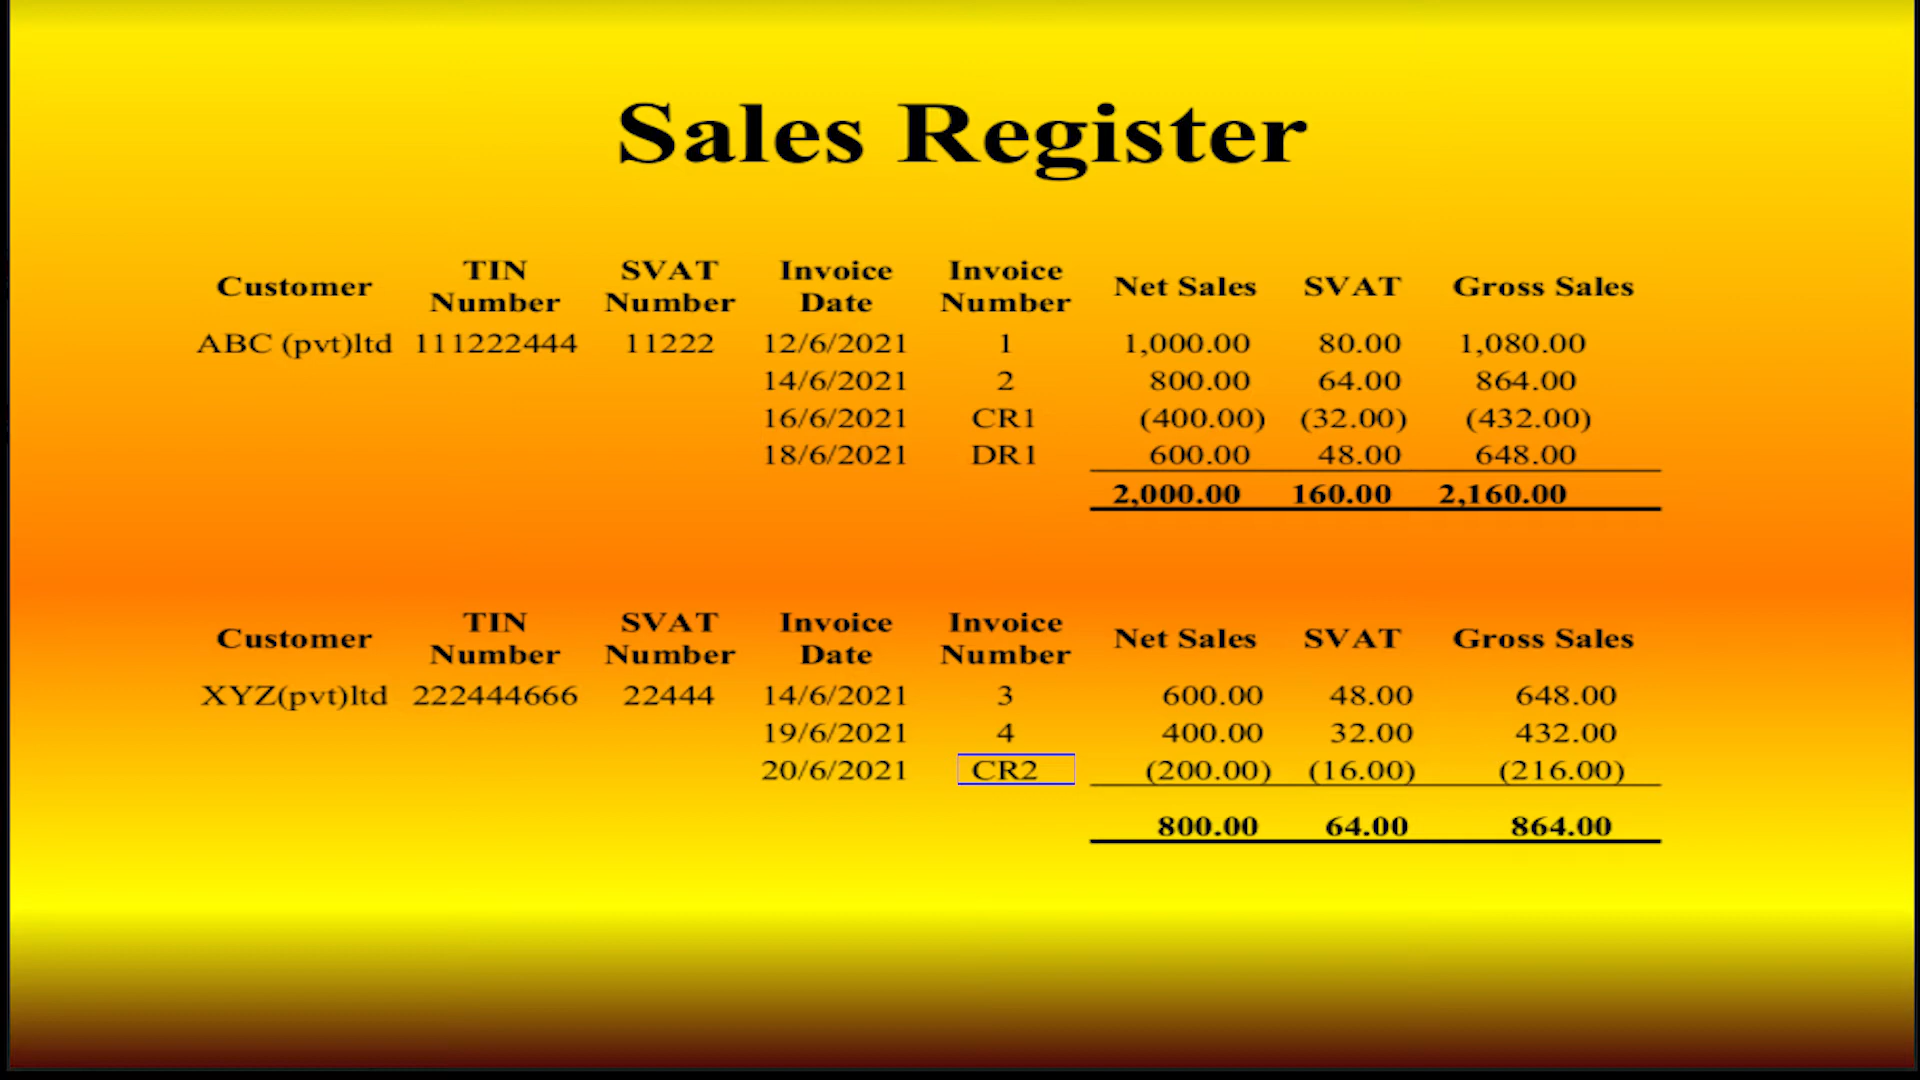 Sales Register
Customer TIN Number SVAT Number Invoice Date Invoice Number Net Sales SVAT Gross Sales
ABC (pvt)ltd 111222444 11222 12/6/2021 1 1,000.00 80.00 1,080.00
14/6/2021 2 800.00 64.00 864.00
16/6/2021 CR1 (400.00) (32.00) (432.00)
18/6/2021 DR1 600.00 48.00 648.00
2,000.00 160.00 2,160.00
Customer TIN Number SVAT Number Invoice Date Invoice Number Net Sales SVAT Gross Sales
XYZ(pvt)ltd 222444666 22444 14/6/2021 3 600.00 48.00 648.00
19/6/2021 4 400.00 32.00 432.00
20/6/2021 CR2 (200.00) (16.00) (216.00)
800.00 64.00 864.00